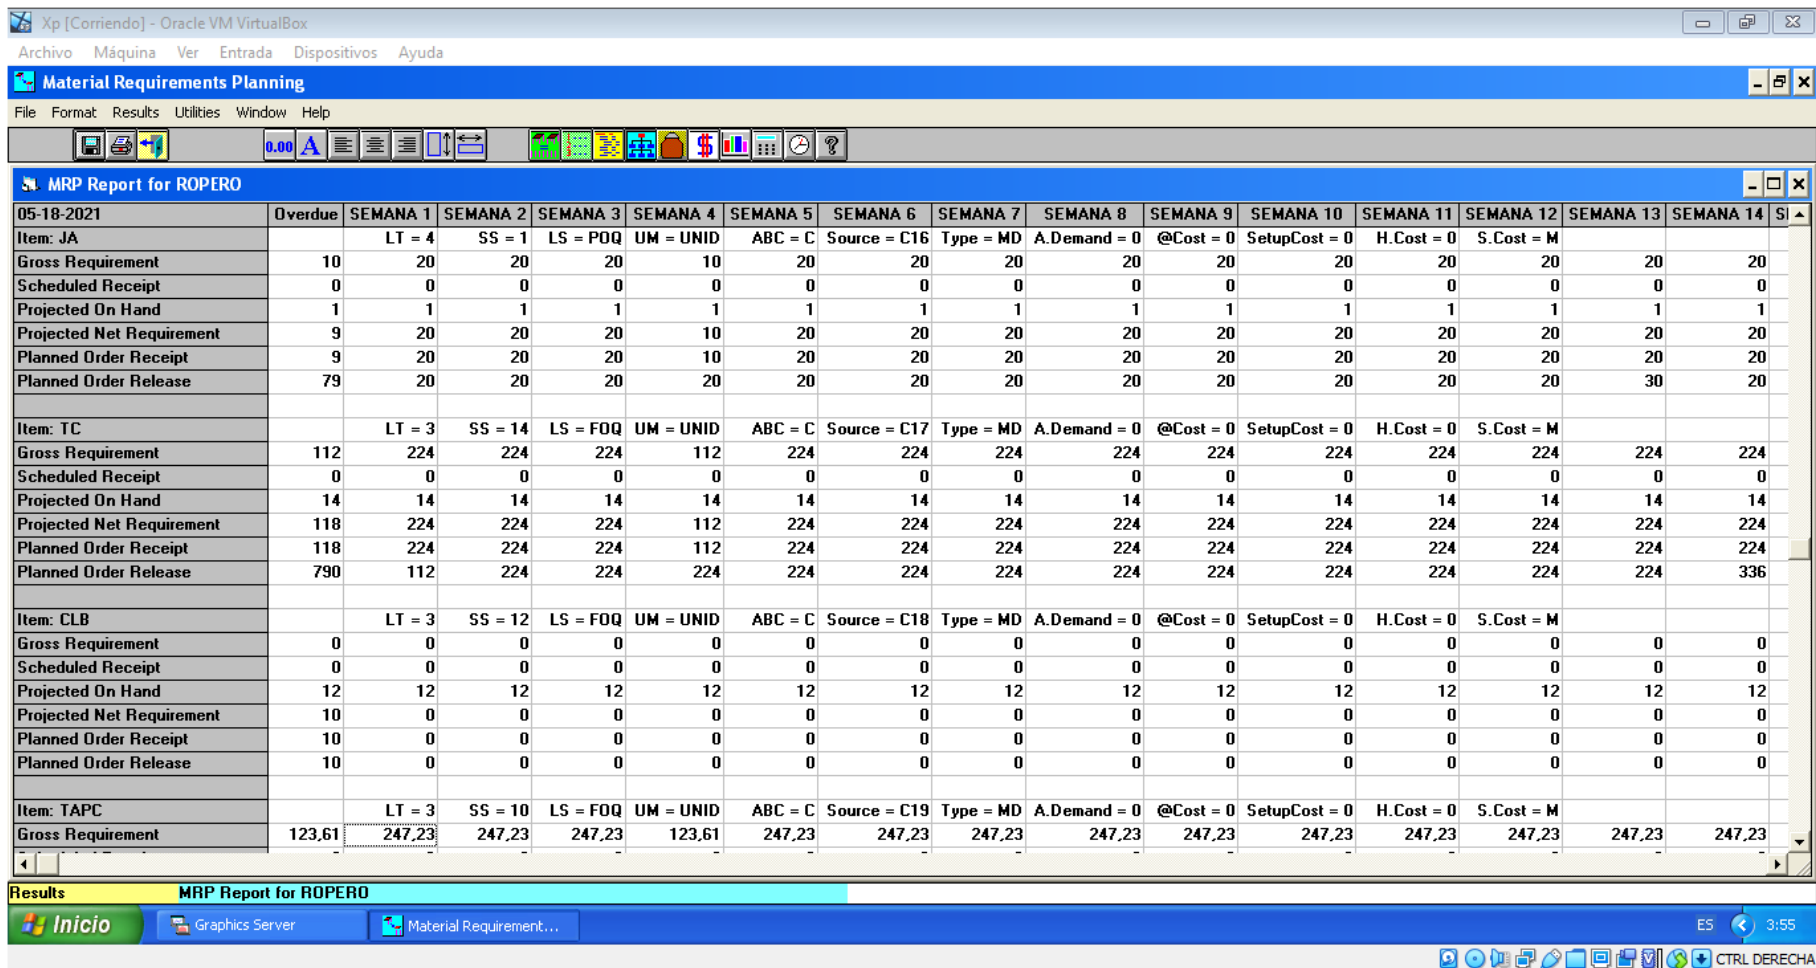 Xp [Corriendo] - Oracle VM VirtualBox
Archivo Máquina Ver Entrada Dispositivos Ayuda
Material Requirements Planning
File Format Results Utilities Window Help
0.00 A $ ?
MRP Report for ROPERO
05-18-2021 Overdue SEMANA 1 SEMANA 2 SEMANA 3 SEMANA 4 SEMANA 5 SEMANA 6 SEMANA 7 SEMANA 8 SEMANA 9 SEMANA 10 SEMANA 11 SEMANA 12 SEMANA 13 SEMANA 14
Item: JA LT = 4 SS = 1 LS = POQ UM = UNID ABC = C Source = C16 Type = MD A.Demand = 0 @Cost = 0 SetupCost = 0 H.Cost = 0 S.Cost = M
Gross Requirement 10 20 20 20 10 20 20 20 20 20 20 20 20 20 20
Scheduled Receipt 0 0 0 0 0 0 0 0 0 0 0 0 0 0 0
Projected On Hand 1 1 1 1 1 1 1 1 1 1 1 1 1 1 1
Projected Net Requirement 9 20 20 20 10 20 20 20 20 20 20 20 20 20 20
Planned Order Receipt 9 20 20 20 10 20 20 20 20 20 20 20 20 20 20
Planned Order Release 79 20 20 20 20 20 20 20 20 20 20 20 20 30 20
Item: TC LT = 3 SS = 14 LS = FOQ UM = UNID ABC = C Source = C17 Type = MD A.Demand = 0 @Cost = 0 SetupCost = 0 H.Cost = 0 S.Cost = M
Gross Requirement 112 224 224 224 112 224 224 224 224 224 224 224 224 224 224
Scheduled Receipt 0 0 0 0 0 0 0 0 0 0 0 0 0 0 0
Projected On Hand 14 14 14 14 14 14 14 14 14 14 14 14 14 14 14
Projected Net Requirement 118 224 224 224 112 224 224 224 224 224 224 224 224 224 224
Planned Order Receipt 118 224 224 224 112 224 224 224 224 224 224 224 224 224 224
Planned Order Release 790 112 224 224 224 224 224 224 224 224 224 224 224 224 336
Item: CLB LT = 3 SS = 12 LS = FOQ UM = UNID ABC = C Source = C18 Type = MD A.Demand = 0 @Cost = 0 SetupCost = 0 H.Cost = 0 S.Cost = M
Gross Requirement 0 0 0 0 0 0 0 0 0 0 0 0 0 0 0
Scheduled Receipt 0 0 0 0 0 0 0 0 0 0 0 0 0 0 0
Projected On Hand 12 12 12 12 12 12 12 12 12 12 12 12 12 12 12
Projected Net Requirement 10 0 0 0 0 0 0 0 0 0 0 0 0 0 0
Planned Order Receipt 10 0 0 0 0 0 0 0 0 0 0 0 0 0 0
Planned Order Release 10 0 0 0 0 0 0 0 0 0 0 0 0 0 0
Item: TAPC LT = 3 SS = 10 LS = FOQ UM = UNID ABC = C Source = C19 Type = MD A.Demand = 0 @Cost = 0 SetupCost = 0 H.Cost = 0 S.Cost = M
Gross Requirement 123,61 247,23 247,23 247,23 123,61 247,23 247,23 247,23 247,23 247,23 247,23 247,23 247,23 247,23 247,23
Results MRP Report for ROPERO
Inicio Graphics Server Material Requirement... ES 3:55
CTRL DERECHA